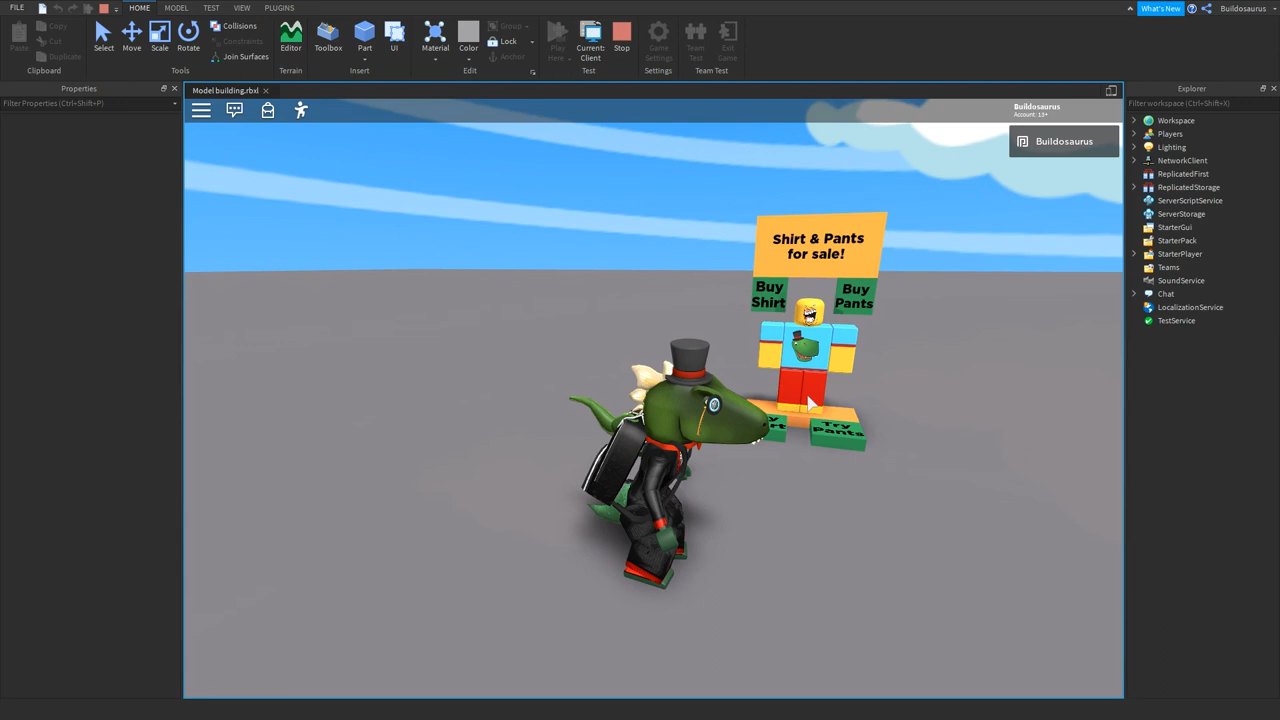 FILE HOME MODEL TEST VIEW PLUGINS What's New Buildosaurus
Copy Collisions Group
Cut Constraints Lock
Paste Duplicate Select Move Scale Rotate Join Surfaces Editor Toolbox Part UI Material Color Anchor Play Here Current: Client Stop Game Settings Team Test Exit Game
Clipboard Tools Terrain Insert Edit Test Settings Team Test
Properties
Filter Properties (Ctrl+Shift+P)
Model building.rbxl
Buildosaurus
Account: 13+
Buildosaurus
Shirt & Pants
for sale!
Buy
Shirt
Buy
Pants
Try
Pants
Explorer
Filter workspace (Ctrl+Shift+X)
Workspace
Players
Lighting
NetworkClient
ReplicatedFirst
ReplicatedStorage
ServerScriptService
ServerStorage
StarterGui
StarterPack
StarterPlayer
Teams
SoundService
Chat
LocalizationService
TestService